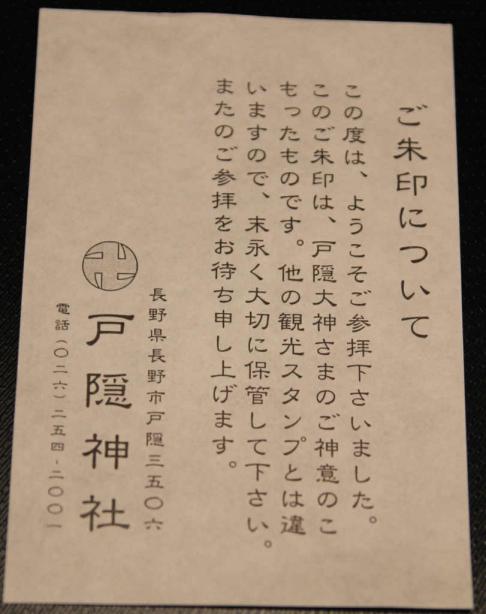 ご朱印について
この度は、ようこそご参拝下さいました。
このご朱印は、戸隠大神さまのご神意のこ
もったものです。他の観光スタンプとは違
いますので、末永く大切に保管して下さい。
またのご参拝をお待ち申し上げます。
長野県長野市戸隠三五〇六
戸隠神社
電話(〇二六)二五四-二〇〇一